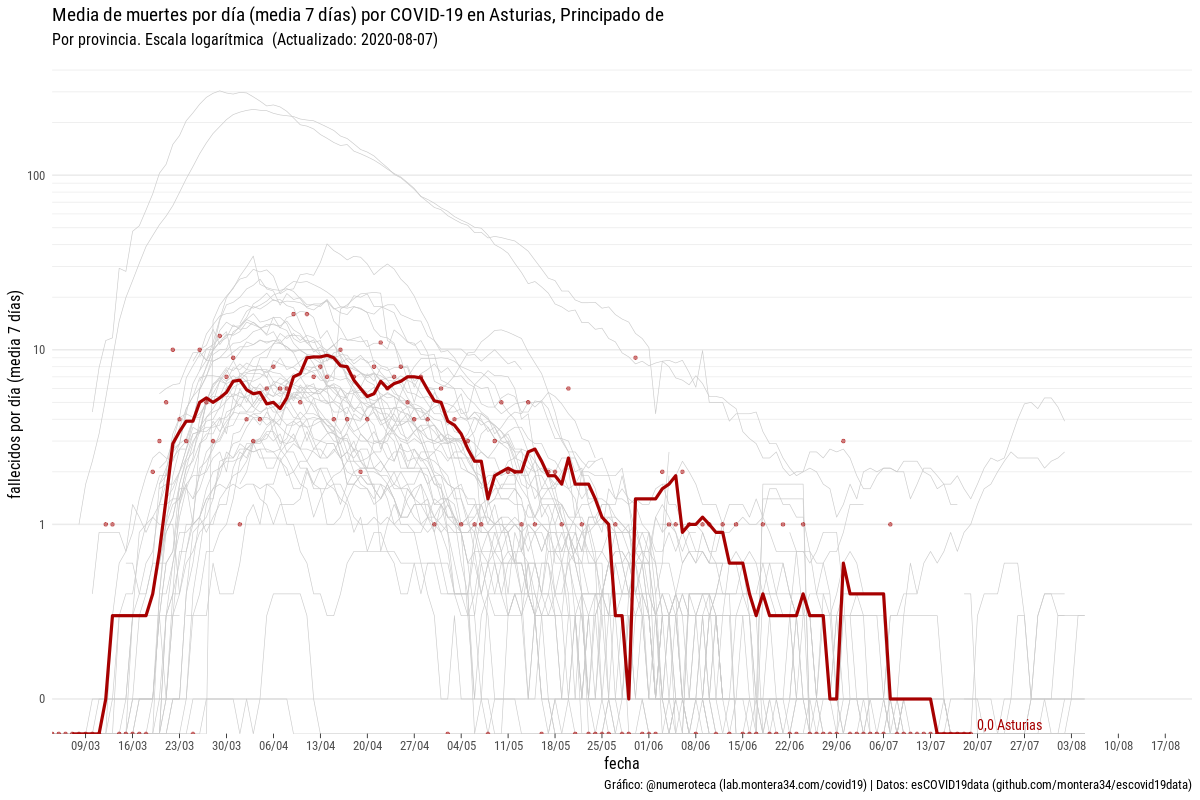 Media de muertes por día (media 7 días) por COVID-19 en Asturias, Principado de
Por provincia. Escala logarítmica (Actualizado: 2020-08-07)
fallecidos por día (media 7 días)
100
10
1
0
0,0 Asturias
09/03 16/03 23/03 30/03 06/04 13/04 20/04 27/04 04/05 11/05 18/05 25/05 01/06 08/06 15/06 22/06 29/06 06/07 13/07 20/07 27/07 03/08 10/08 17/08
fecha
Gráfico: @numeroteca (lab.montera34.com/covid19) | Datos: esCOVID19data (github.com/montera34/escovid19data)